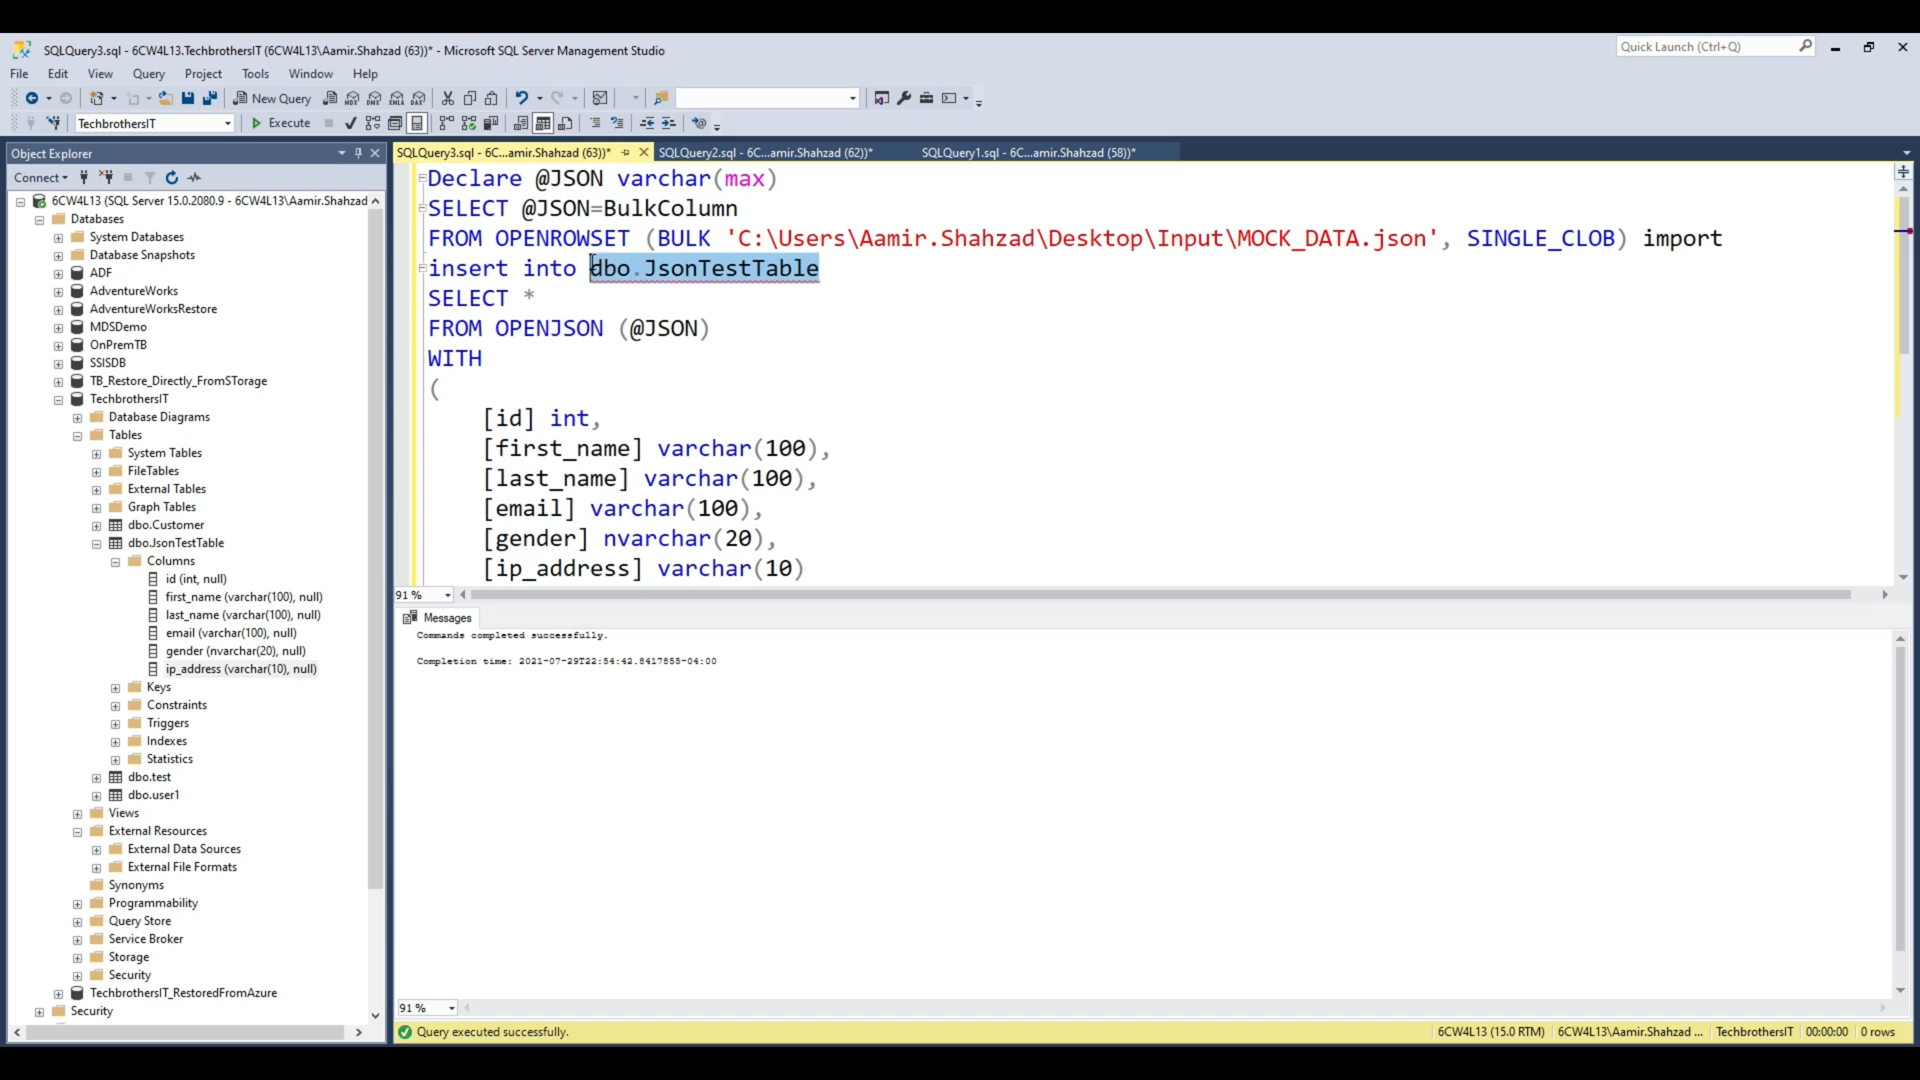 SQLQuery3.sql - 6CW4L13.TechbrothersIT (6CW4L13\Aamir.Shahzad (63))* - Microsoft SQL Server Management Studio
Quick Launch (Ctrl+Q)
File Edit View Query Project Tools Window Help
New Query
TechbrothersIT
Execute
Object Explorer
SQLQuery3.sql - 6C...amir.Shahzad (63))*
SQLQuery2.sql - 6C...amir.Shahzad (62))*
SQLQuery1.sql - 6C...amir.Shahzad (58))*
Connect
6CW4L13 (SQL Server 15.0.2080.9 - 6CW4L13\Aamir.Shahzad
Databases
System Databases
Database Snapshots
ADF
AdventureWorks
AdventureWorksRestore
MDSDemo
OnPremTB
SSISDB
TB_Restore_Directly_FromSTorage
TechbrothersIT
Database Diagrams
Tables
System Tables
FileTables
External Tables
Graph Tables
dbo.Customer
dbo.JsonTestTable
Columns
id (int, null)
first_name (varchar(100), null)
last_name (varchar(100), null)
email (varchar(100), null)
gender (nvarchar(20), null)
ip_address (varchar(10), null)
Keys
Constraints
Triggers
Indexes
Statistics
dbo.test
dbo.user1
Views
External Resources
External Data Sources
External File Formats
Synonyms
Programmability
Query Store
Service Broker
Storage
Security
TechbrothersIT_RestoredFromAzure
Security
Declare @JSON varchar(max)
SELECT @JSON=BulkColumn
FROM OPENROWSET (BULK 'C:\Users\Aamir.Shahzad\Desktop\Input\MOCK_DATA.json', SINGLE_CLOB) import
insert into dbo.JsonTestTable
SELECT *
FROM OPENJSON (@JSON)
WITH
(
[id] int,
[first_name] varchar(100),
[last_name] varchar(100),
[email] varchar(100),
[gender] nvarchar(20),
[ip_address] varchar(10)
91 %
Messages
Commands completed successfully.
Completion time: 2021-07-29T22:54:42.8417855-04:00
91 %
Query executed successfully.
6CW4L13 (15.0 RTM) 6CW4L13\Aamir.Shahzad ... TechbrothersIT 00:00:00 0 rows